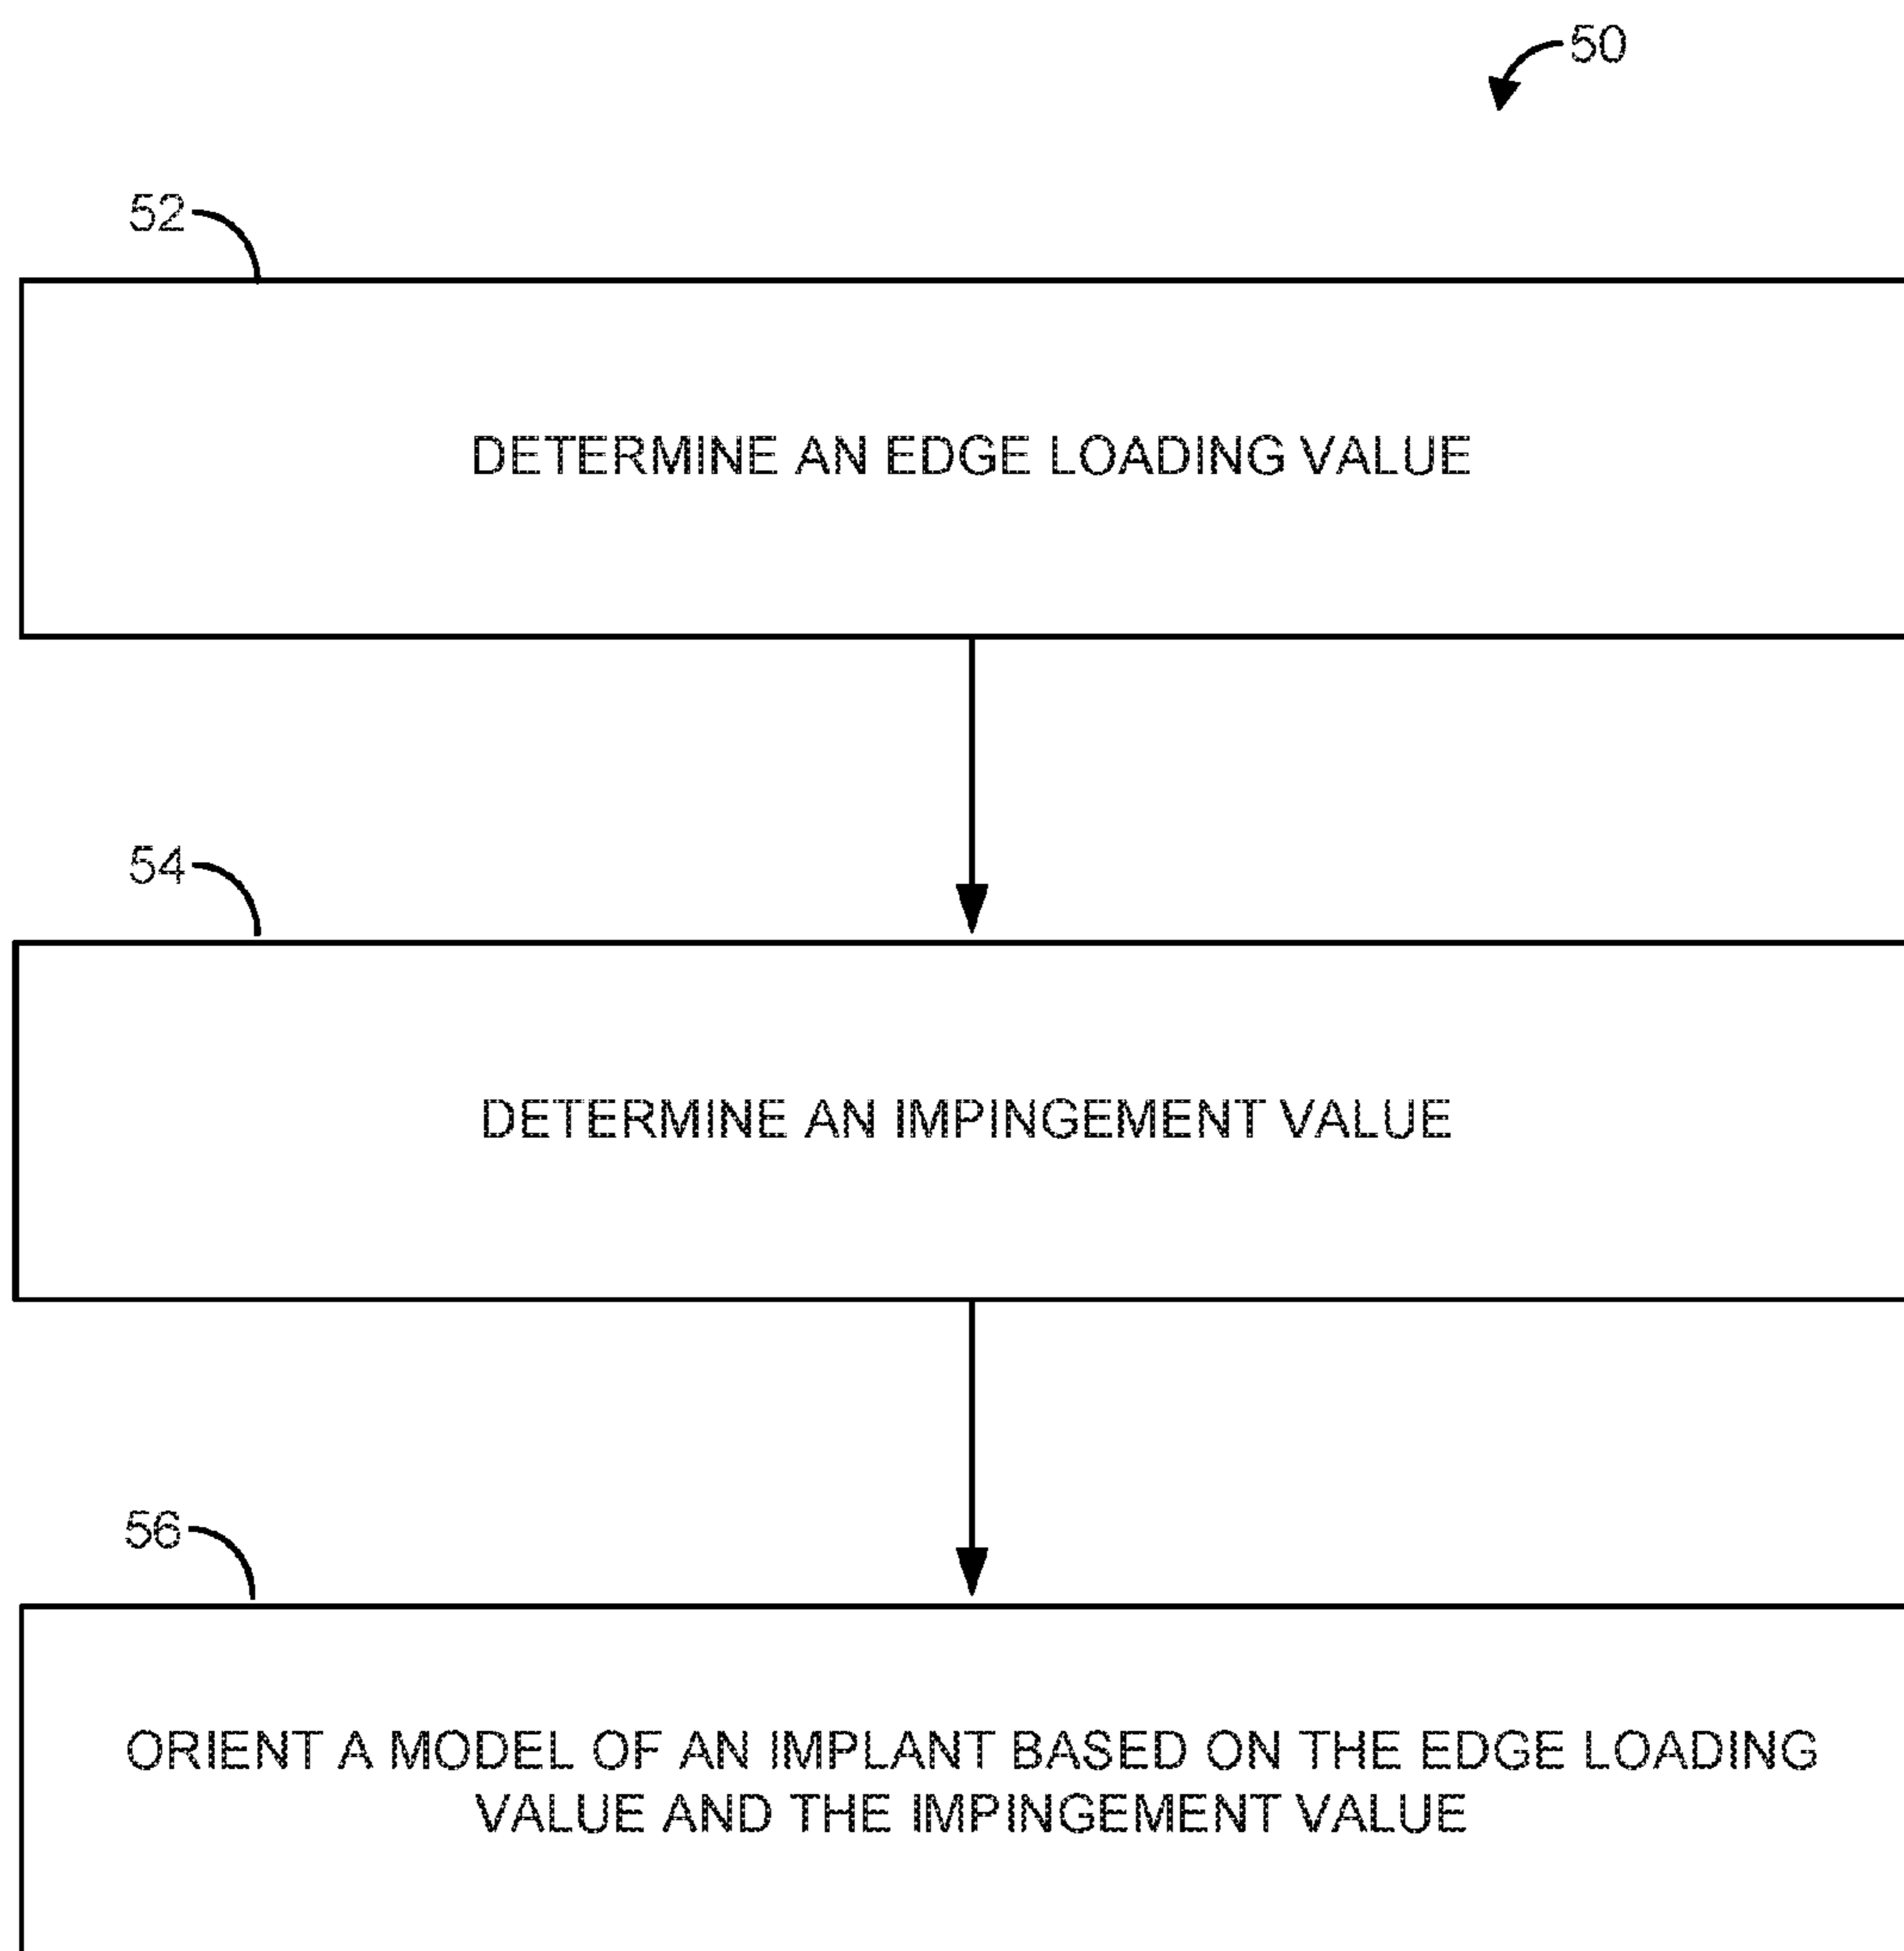 50
52
DETERMINE AN EDGE LOADING VALUE
54
DETERMINE AN IMPINGEMENT VALUE
56
ORIENT A MODEL OF AN IMPLANT BASED ON THE EDGE LOADING
VALUE AND THE IMPINGEMENT VALUE